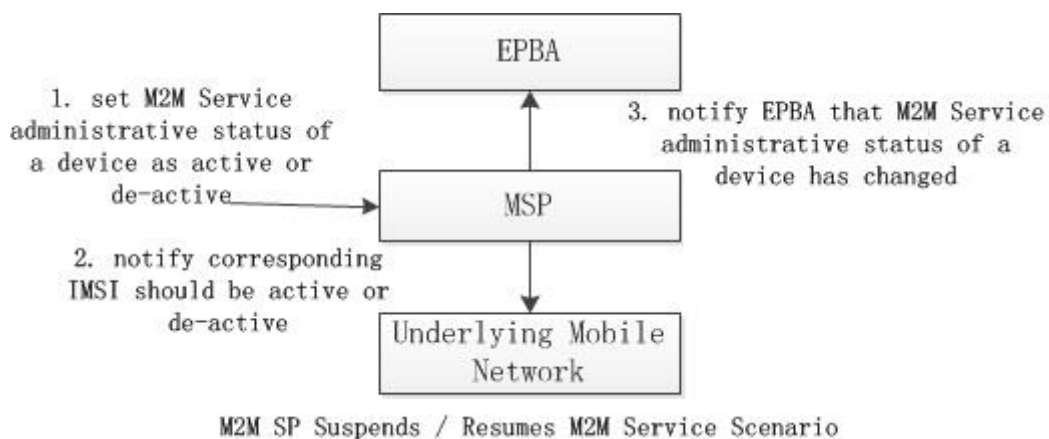 EPBA
1. set M2M Service
administrative status of
a device as active or
de-active
3. notify EPBA that M2M Service
administrative status of a
device has changed
MSP
2. notify corresponding
IMSI should be active or
de-active
Underlying Mobile
Network
M2M SP Suspends / Resumes M2M Service Scenario